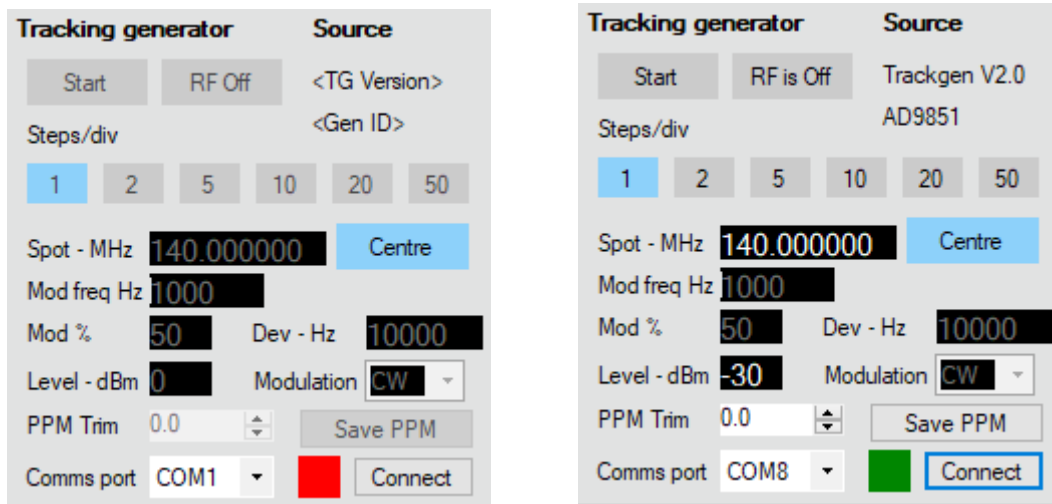 Tracking generator Source
Start RF Off <TG Version>
<Gen ID>
Steps/div
1 2 5 10 20 50
Spot - MHz 140.000000 Centre
Mod freq Hz 1000
Mod % 50 Dev - Hz 10000
Level - dBm 0 Modulation CW
PPM Trim 0.0 Save PPM
Comms port COM1 Connect
Tracking generator Source
Start RF is Off Trackgen V2.0
AD9851
Steps/div
1 2 5 10 20 50
Spot - MHz 140.000000 Centre
Mod freq Hz 1000
Mod % 50 Dev - Hz 10000
Level - dBm -30 Modulation CW
PPM Trim 0.0 Save PPM
Comms port COM8 Connect